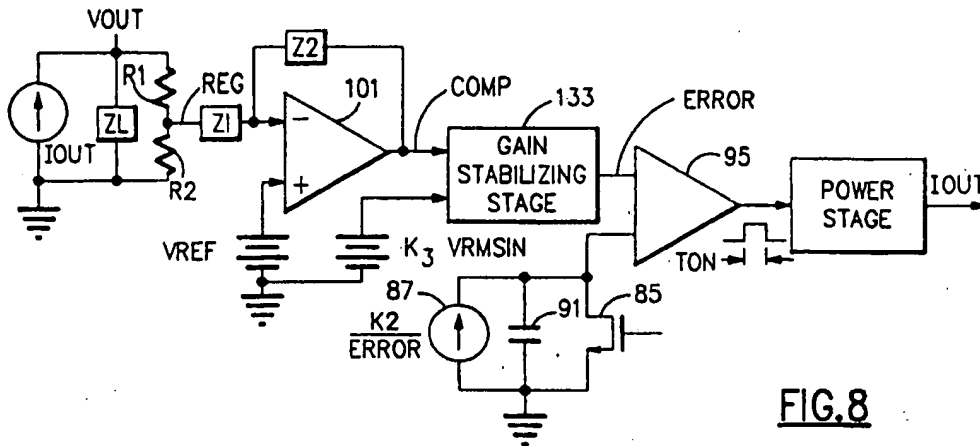 VOUT
R1
REG
Z1
Z2
101
COMP
133
GAIN
STABILIZING
STAGE
ERROR
95
POWER
STAGE
IOUT
TON
ZL
IOUT
R2
VREF
K3 VRMSIN
87
K2
ERROR
91
85
FIG.8